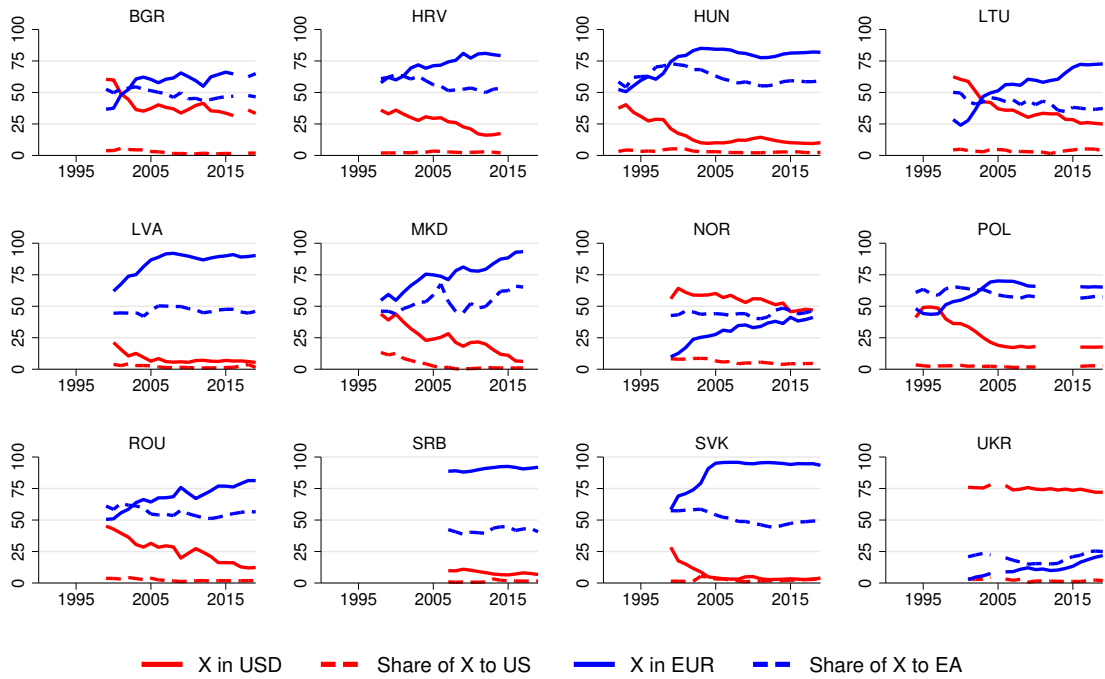 BGR HRV HUN LTU
100 75 50 25 0 100 75 50 25 0 100 75 50 25 0 100 75 50 25 0
1995 2005 2015 1995 2005 2015 1995 2005 2015 1995 2005 2015
LVA MKD NOR POL
100 75 50 25 0 100 75 50 25 0 100 75 50 25 0 100 75 50 25 0
1995 2005 2015 1995 2005 2015 1995 2005 2015 1995 2005 2015
ROU SRB SVK UKR
100 75 50 25 0 100 75 50 25 0 100 75 50 25 0 100 75 50 25 0
1995 2005 2015 1995 2005 2015 1995 2005 2015 1995 2005 2015
X in USD Share of X to US X in EUR Share of X to EA